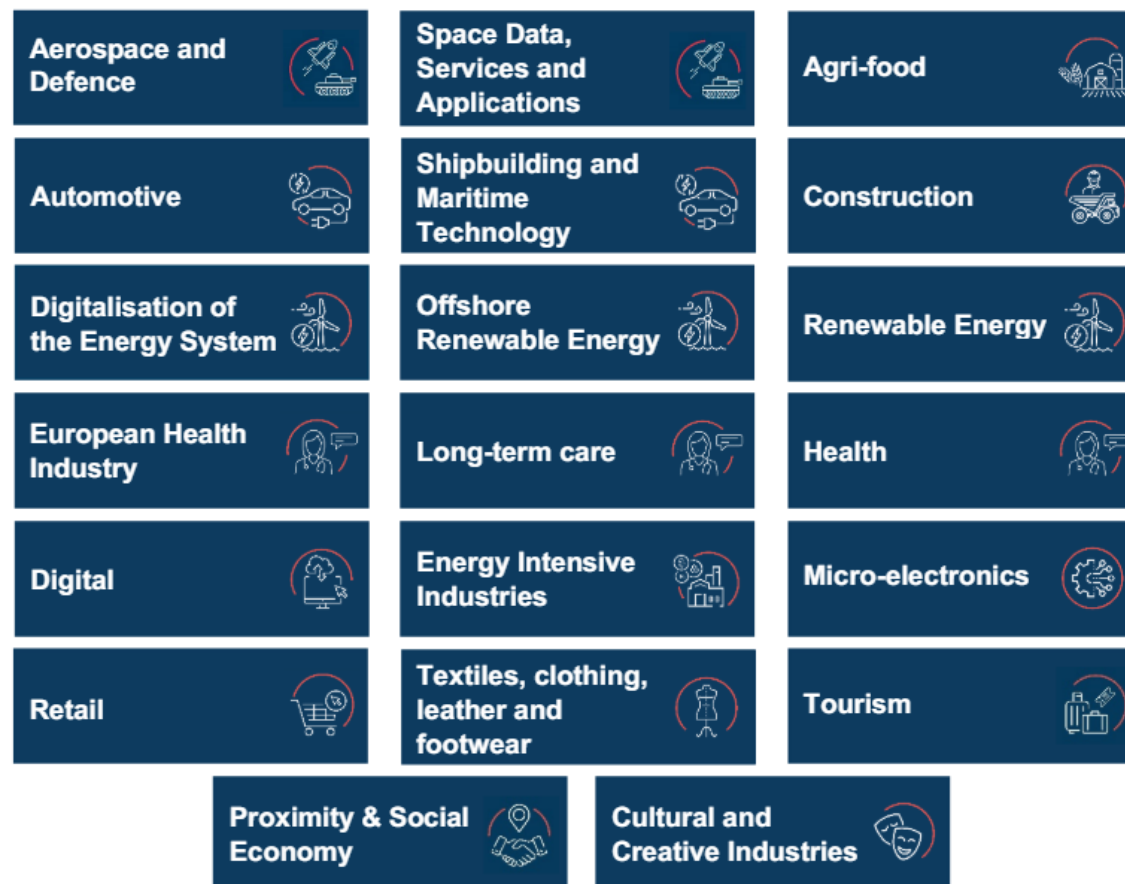 Aerospace and
Defence
Space Data,
Services and
Applications
Agri-food
Automotive
Shipbuilding and
Maritime
Technology
Construction
Digitalisation of
the Energy System
Offshore
Renewable Energy
Renewable Energy
European Health
Industry
Long-term care
Health
Digital
Energy Intensive
Industries
Micro-electronics
Retail
Textiles, clothing,
leather and
footwear
Tourism
Proximity & Social
Economy
Cultural and
Creative Industries